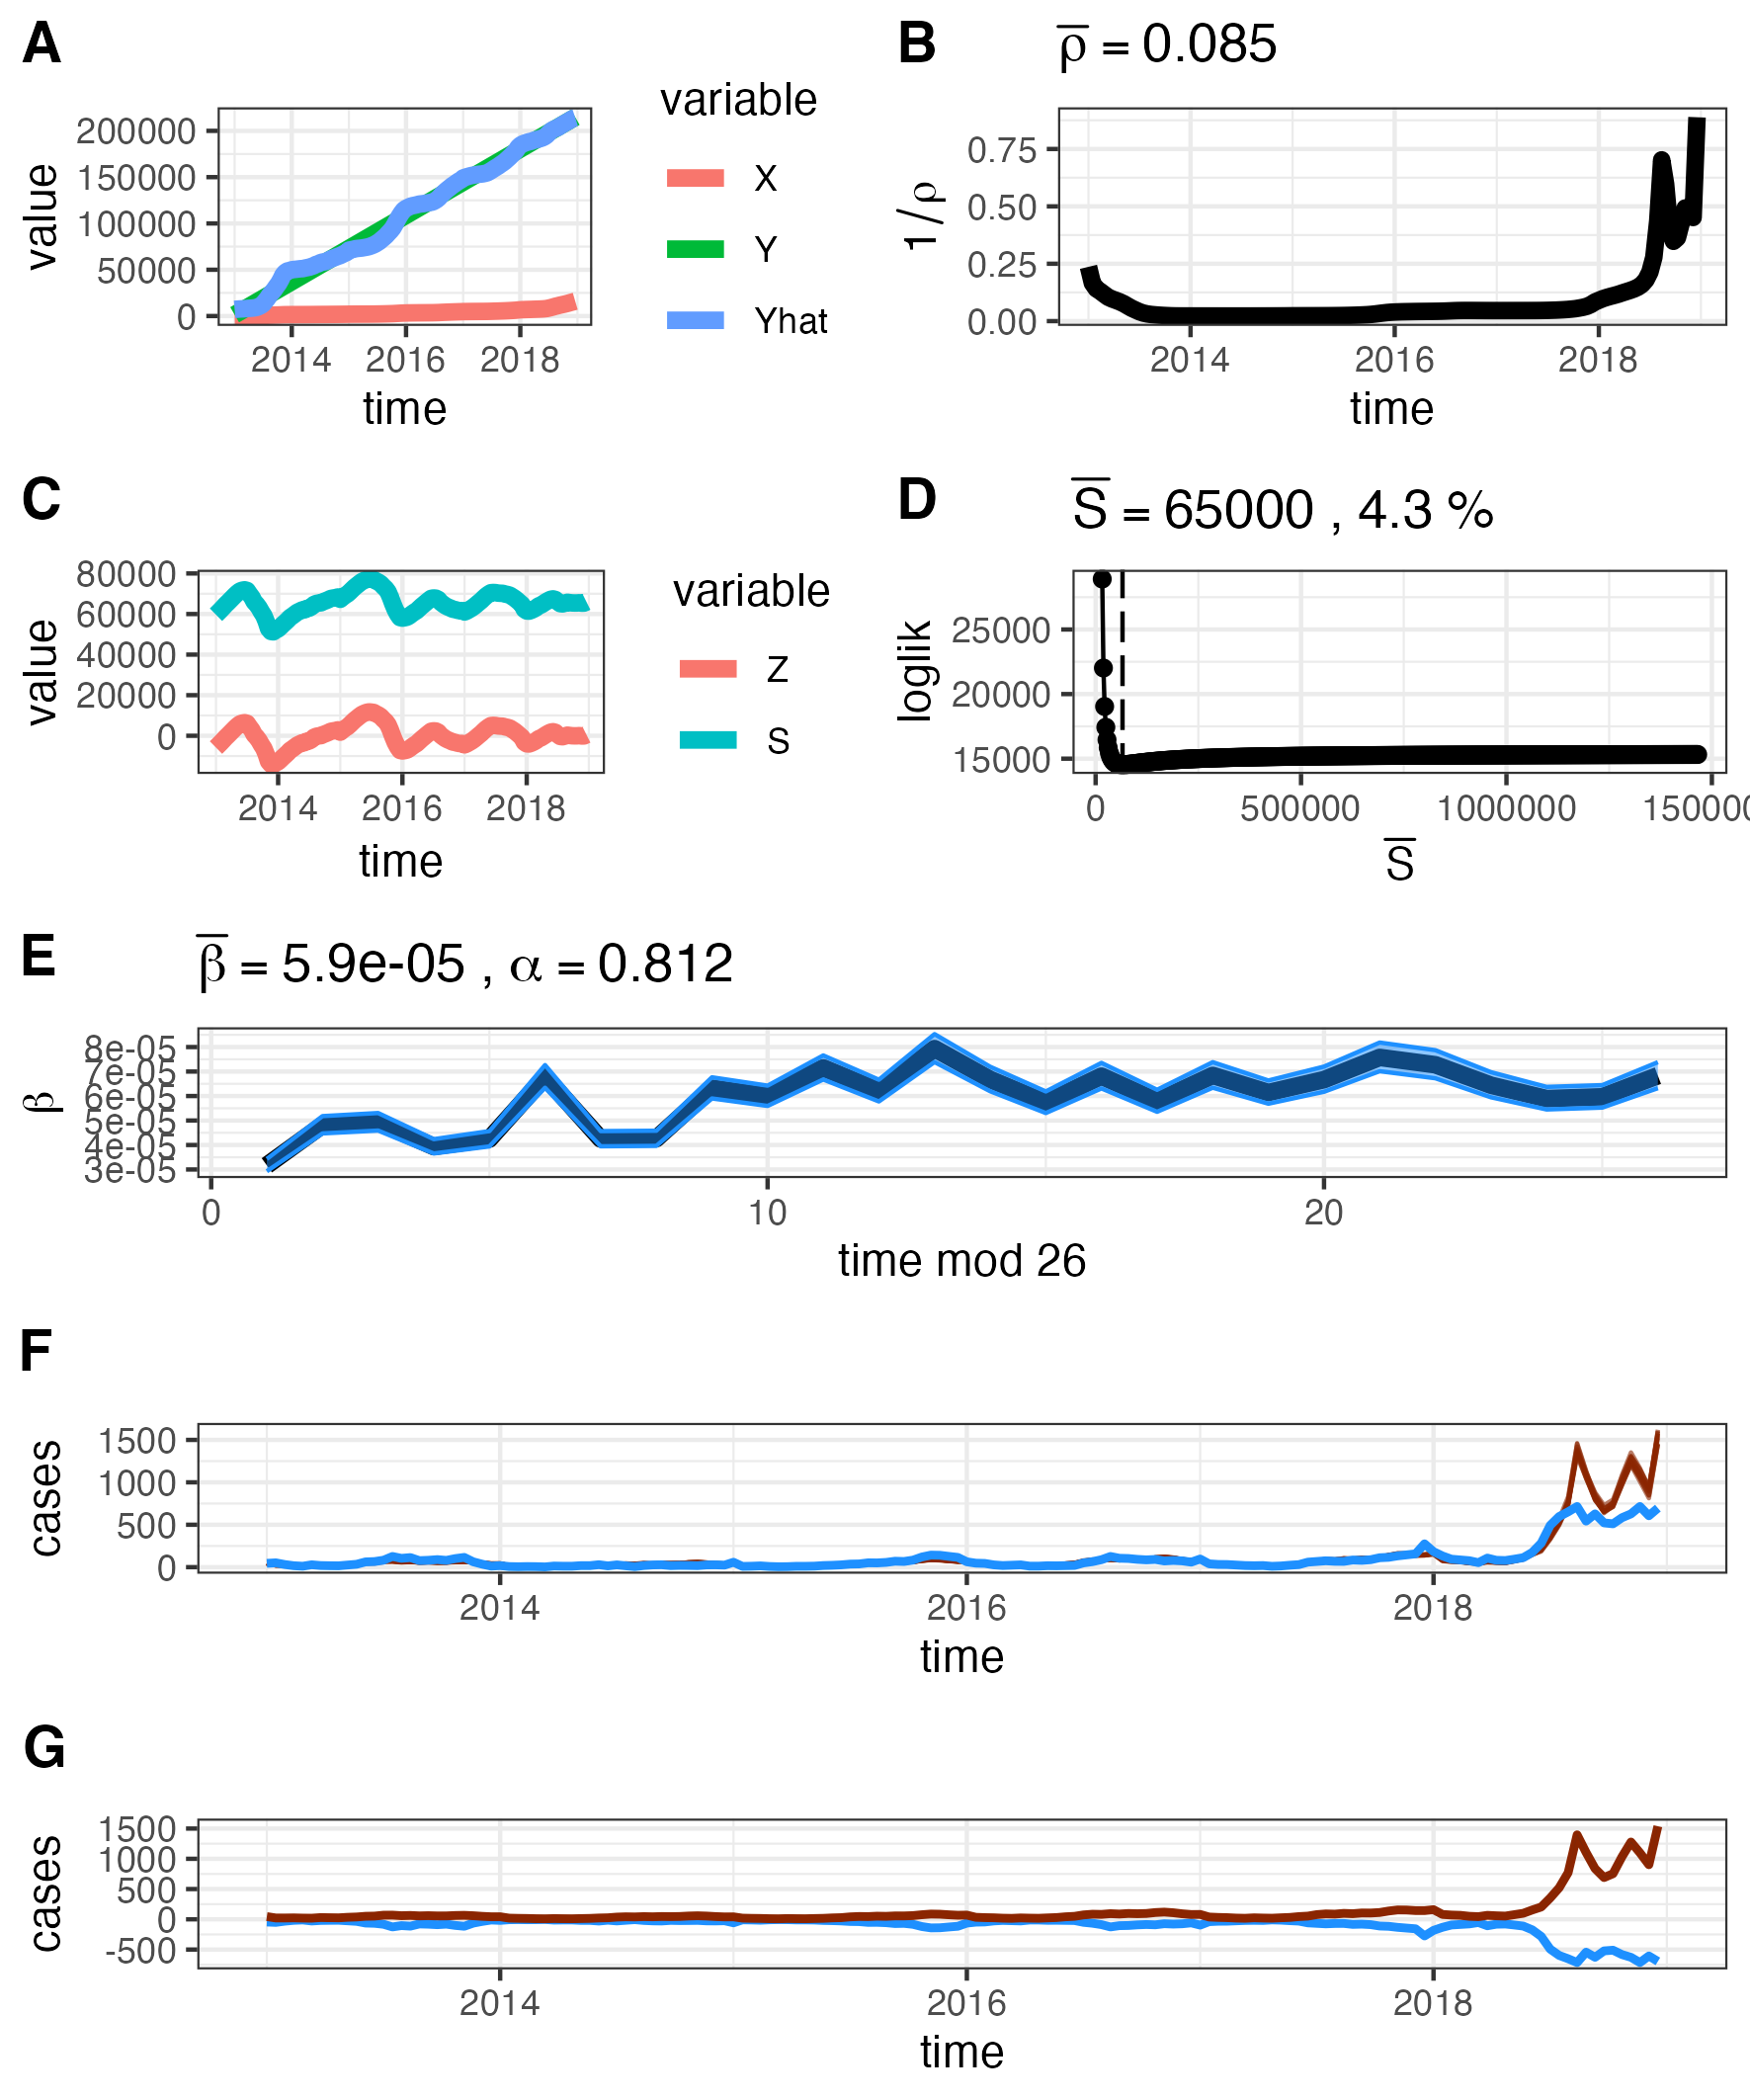 A
200000
150000
100000
50000
0
value
2014 2016 2018
time
variable
X
Y
Yhat
B
ρ̅ = 0.085
0.75
0.50
0.25
0.00
1/ρ
2014 2016 2018
time
C
80000
60000
40000
20000
0
value
2014 2016 2018
time
variable
Z
S
D
S̅ = 65000 , 4.3 %
25000
20000
15000
loglik
0 500000 1000000
S̅
E
β̅ = 5.9e-05 , α = 0.812
8e-05
7e-05
6e-05
5e-05
4e-05
3e-05
β
0 10 20
time mod 26
F
1500
1000
500
0
cases
2014 2016 2018
time
G
1500
1000
500
0
-500
cases
2014 2016 2018
time